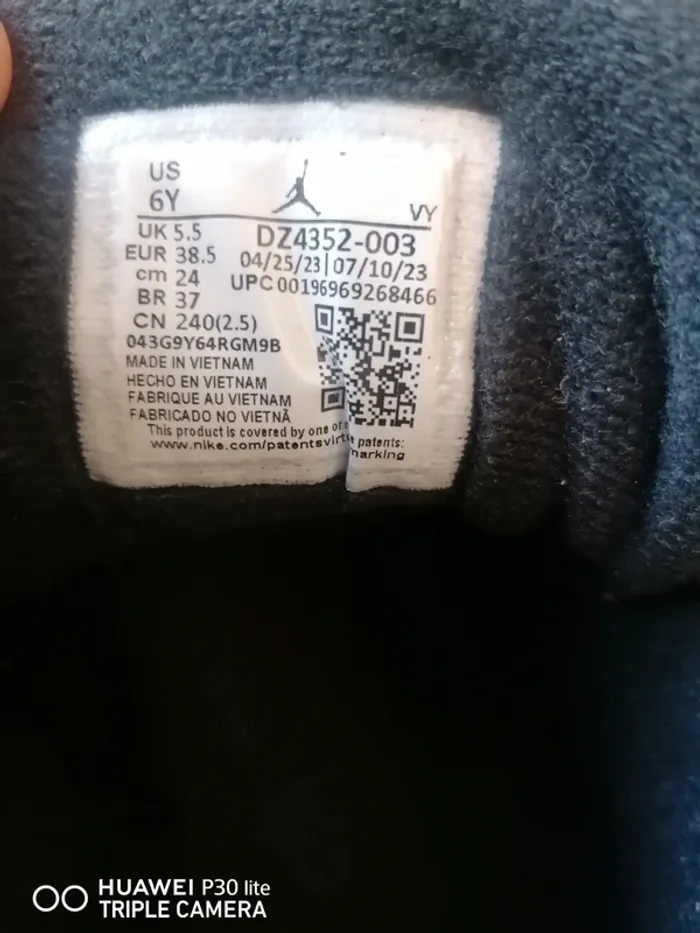 US
6Y
VY
UK 5.5
EUR 38.5
cm 24
BR 37
CN 240(2.5)
DZ4352-003
04/25/23|07/10/23
UPC 00196969268466
043G9Y64RGM9B
MADE IN VIETNAM
HECHO EN VIETNAM
FABRIQUE AU VIETNAM
FABRICADO NO VIETNÃ
This product is covered by one or patents:
www.nike.com/patentsvirt marking
HUAWEI P30 lite
TRIPLE CAMERA